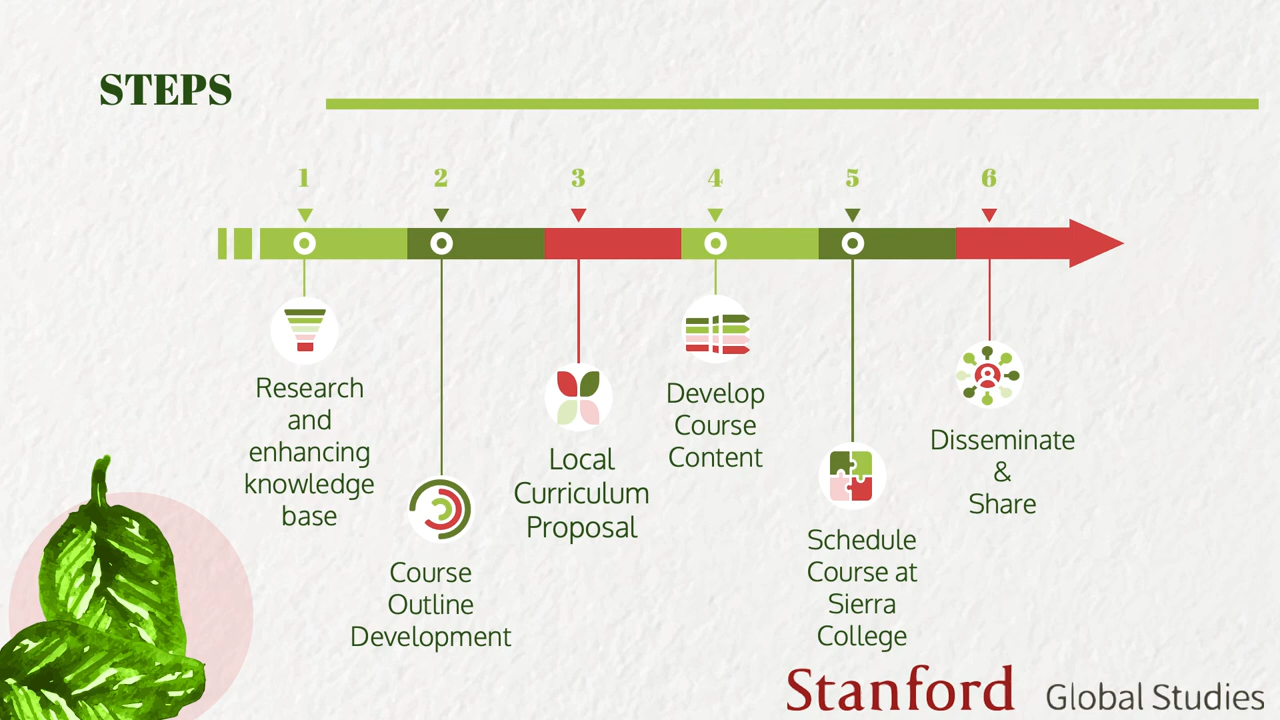 STEPS
1
2
3
4
5
6
Research
and
enhancing
knowledge
base
Course
Outline
Development
Local
Curriculum
Proposal
Develop
Course
Content
Schedule
Course at
Sierra
College
Disseminate
&
Share
Stanford Global Studies